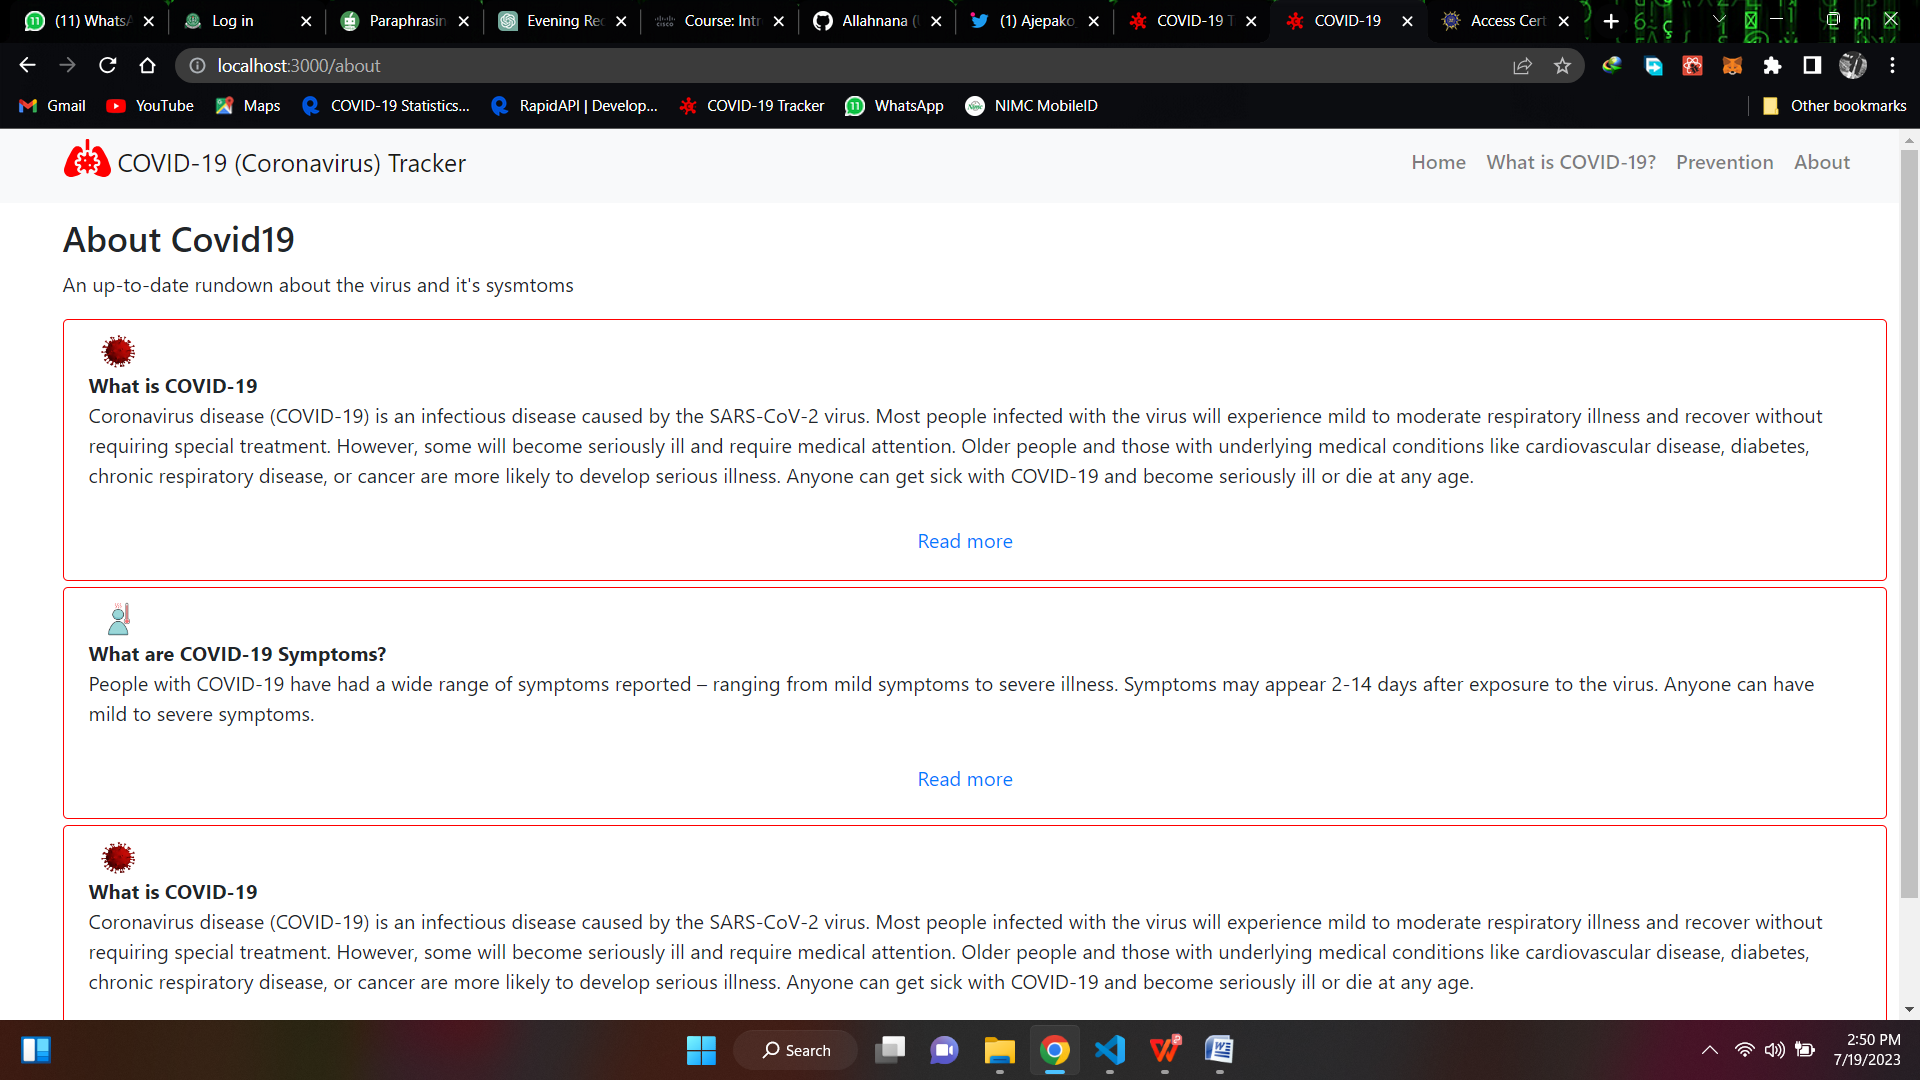 (11) Whats
Log in
Paraphrasin
Evening Rec
Course: Intr
Allahnana (
(1) Ajepako
COVID-19 T
COVID-19
Access Cert
localhost:3000/about
Gmail
YouTube
Maps
COVID-19 Statistics...
RapidAPI | Develop...
COVID-19 Tracker
WhatsApp
NIMC MobileID
Other bookmarks
COVID-19 (Coronavirus) Tracker
Home
What is COVID-19?
Prevention
About
About Covid19
An up-to-date rundown about the virus and it's sysmtoms
What is COVID-19
Coronavirus disease (COVID-19) is an infectious disease caused by the SARS-CoV-2 virus. Most people infected with the virus will experience mild to moderate respiratory illness and recover without
requiring special treatment. However, some will become seriously ill and require medical attention. Older people and those with underlying medical conditions like cardiovascular disease, diabetes,
chronic respiratory disease, or cancer are more likely to develop serious illness. Anyone can get sick with COVID-19 and become seriously ill or die at any age.
Read more
What are COVID-19 Symptoms?
People with COVID-19 have had a wide range of symptoms reported – ranging from mild symptoms to severe illness. Symptoms may appear 2-14 days after exposure to the virus. Anyone can have
mild to severe symptoms.
Read more
What is COVID-19
Coronavirus disease (COVID-19) is an infectious disease caused by the SARS-CoV-2 virus. Most people infected with the virus will experience mild to moderate respiratory illness and recover without
requiring special treatment. However, some will become seriously ill and require medical attention. Older people and those with underlying medical conditions like cardiovascular disease, diabetes,
chronic respiratory disease, or cancer are more likely to develop serious illness. Anyone can get sick with COVID-19 and become seriously ill or die at any age.
Search
2:50 PM
7/19/2023